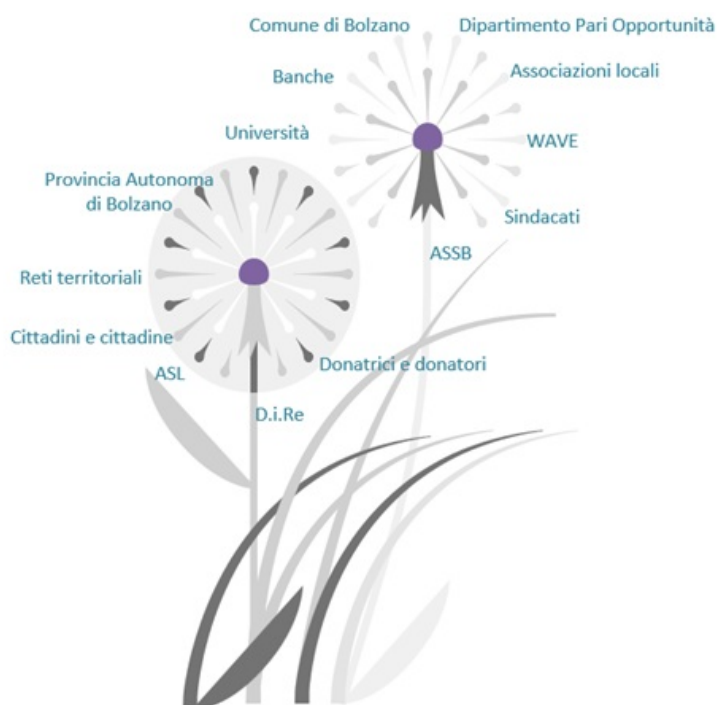 Comune di Bolzano
Dipartimento Pari Opportunità
Banche
Associazioni locali
Università
WAVE
Provincia Autonoma
di Bolzano
Sindacati
ASSB
Reti territoriali
Cittadini e cittadine
Donatrici e donatori
ASL
D.i.Re